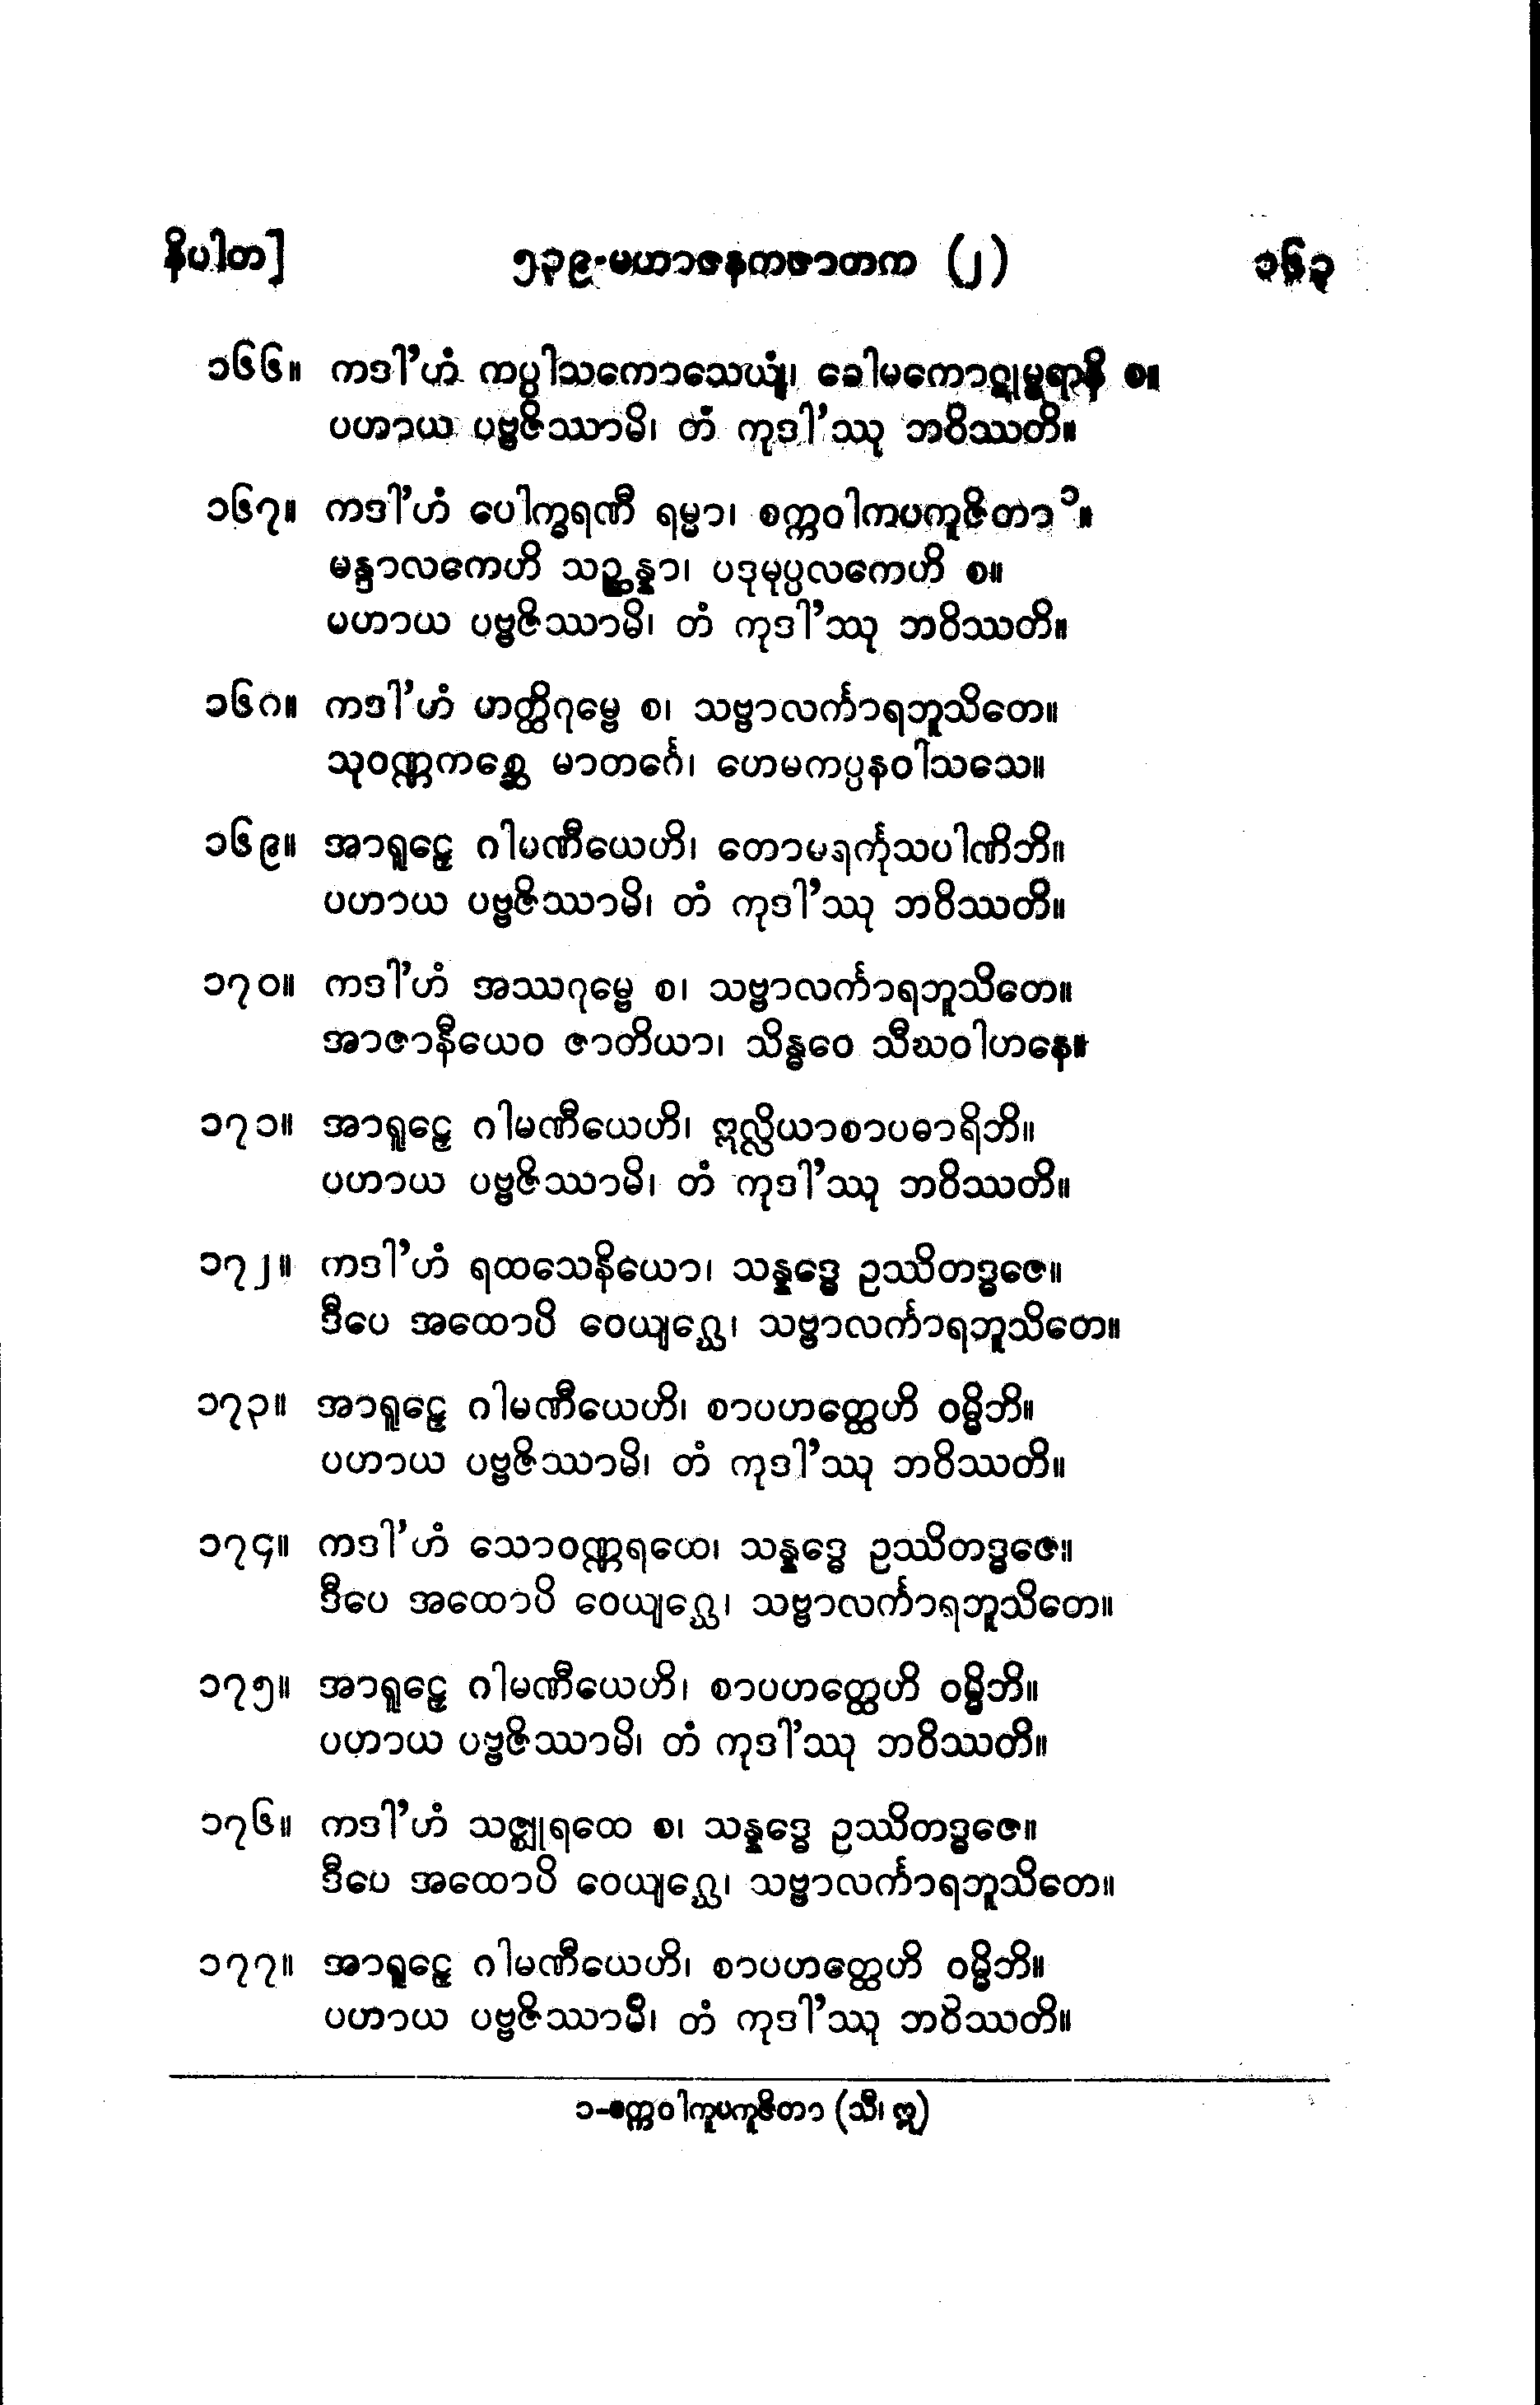 နိပါတ]
၅၃၉-မဟာဇနကဇာတက (၂)
၁၆၃
၁၆၆။ ကဒါ'ဟံ ကပ္ပါသကောသေယျံ၊ ခေါမကောဋုမ္ဗရာနိ စ။
ပဟာယ ပဗ္ဗဇိဿာမိ၊ တံ ကုဒါ'ဿု ဘဝိဿတိ။
၁၆၇။ ကဒါ'ဟံ ပေါက္ခရဏီ ရမ္မာ၊ စက္ကဝါကပကူဇိတာ၁။
မန္ဒာလကေဟိ သဉ္ဆန္နာ၊ ပဒုမုပ္ပလကေဟိ စ။
မဟာယ ပဗ္ဗဇိဿာမိ၊ တံ ကုဒါ'ဿု ဘဝိဿတိ။
၁၆၈။ ကဒါ'ဟံ ဟတ္ထိဂုမ္ဗေ စ၊ သဗ္ဗာလင်္ကာရဘူသိတေ။
သုဝဏ္ဏကစ္ဆေ မာတင်္ဂေ၊ ဟေမကပ္ပနဝါသသေ။
၁၆၉။ အာရူဠှေ ဂါမဏီယေဟိ၊ တောမရင်္ကုသပါဏိဘိ။
ပဟာယ ပဗ္ဗဇိဿာမိ၊ တံ ကုဒါ'ဿု ဘဝိဿတိ။
၁၇၀။ ကဒါ'ဟံ အဿဂုမ္ဗေ စ၊ သဗ္ဗာလင်္ကာရဘူသိတေ။
အာဇာနီယေဝ ဇာတိယာ၊ သိန္ဓဝေ သီဃဝါဟနေ။
၁၇၁။ အာရူဠှေ ဂါမဏီယေဟိ၊ ဣလ္လိယာစာပဓာရိဘိ။
ပဟာယ ပဗ္ဗဇိဿာမိ၊ တံ ကုဒါ'ဿု ဘဝိဿတိ။
၁၇၂။ ကဒါ'ဟံ ရထသေနိယော၊ သန္နဒ္ဓေ ဥဿိတဒ္ဓဇေ။
ဒီပေ အထောပိ ဝေယျဂ္ဃေ၊ သဗ္ဗာလင်္ကာရဘူသိတေ။
၁၇၃။ အာရူဠှေ ဂါမဏီယေဟိ၊ စာပဟတ္ထေဟိ ဝမ္မိဘိ။
ပဟာယ ပဗ္ဗဇိဿာမိ၊ တံ ကုဒါ'ဿု ဘဝိဿတိ။
၁၇၄။ ကဒါ'ဟံ သောဝဏ္ဏရထေ၊ သန္နဒ္ဓေ ဥဿိတဒ္ဓဇေ။
ဒီပေ အထောပိ ဝေယျဂ္ဃေ၊ သဗ္ဗာလင်္ကာရဘူသိတေ။
၁၇၅။ အာရူဠှေ ဂါမဏီယေဟိ၊ စာပဟတ္ထေဟိ ဝမ္မိဘိ။
ပဟာယ ပဗ္ဗဇိဿာမိ၊ တံ ကုဒါ'ဿု ဘဝိဿတိ။
၁၇၆။ ကဒါ'ဟံ သဇ္ဈုရထေ စ၊ သန္နဒ္ဓေ ဥဿိတဒ္ဓဇေ။
ဒီပေ အထောပိ ဝေယျဂ္ဃေ၊ သဗ္ဗာလင်္ကာရဘူသိတေ။
၁၇၇။ အာရူဠှေ ဂါမဏီယေဟိ၊ စာပဟတ္ထေဟိ ဝမ္မိဘိ။
ပဟာယ ပဗ္ဗဇိဿာမိ၊ တံ ကုဒါ'ဿု ဘဝိဿတိ။
၁-စက္ကဝါကူပကူဇိတာ (သီ၊ ဣ)